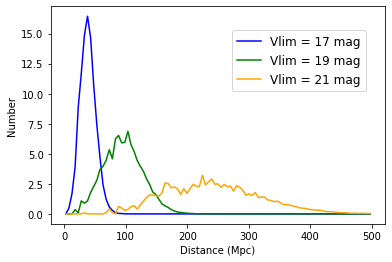 17.5
15.0
12.5
10.0
7.5
5.0
2.5
0.0
Number
Vlim = 17 mag
Vlim = 19 mag
Vlim = 21 mag
0 100 200 300 400 500
Distance (Mpc)